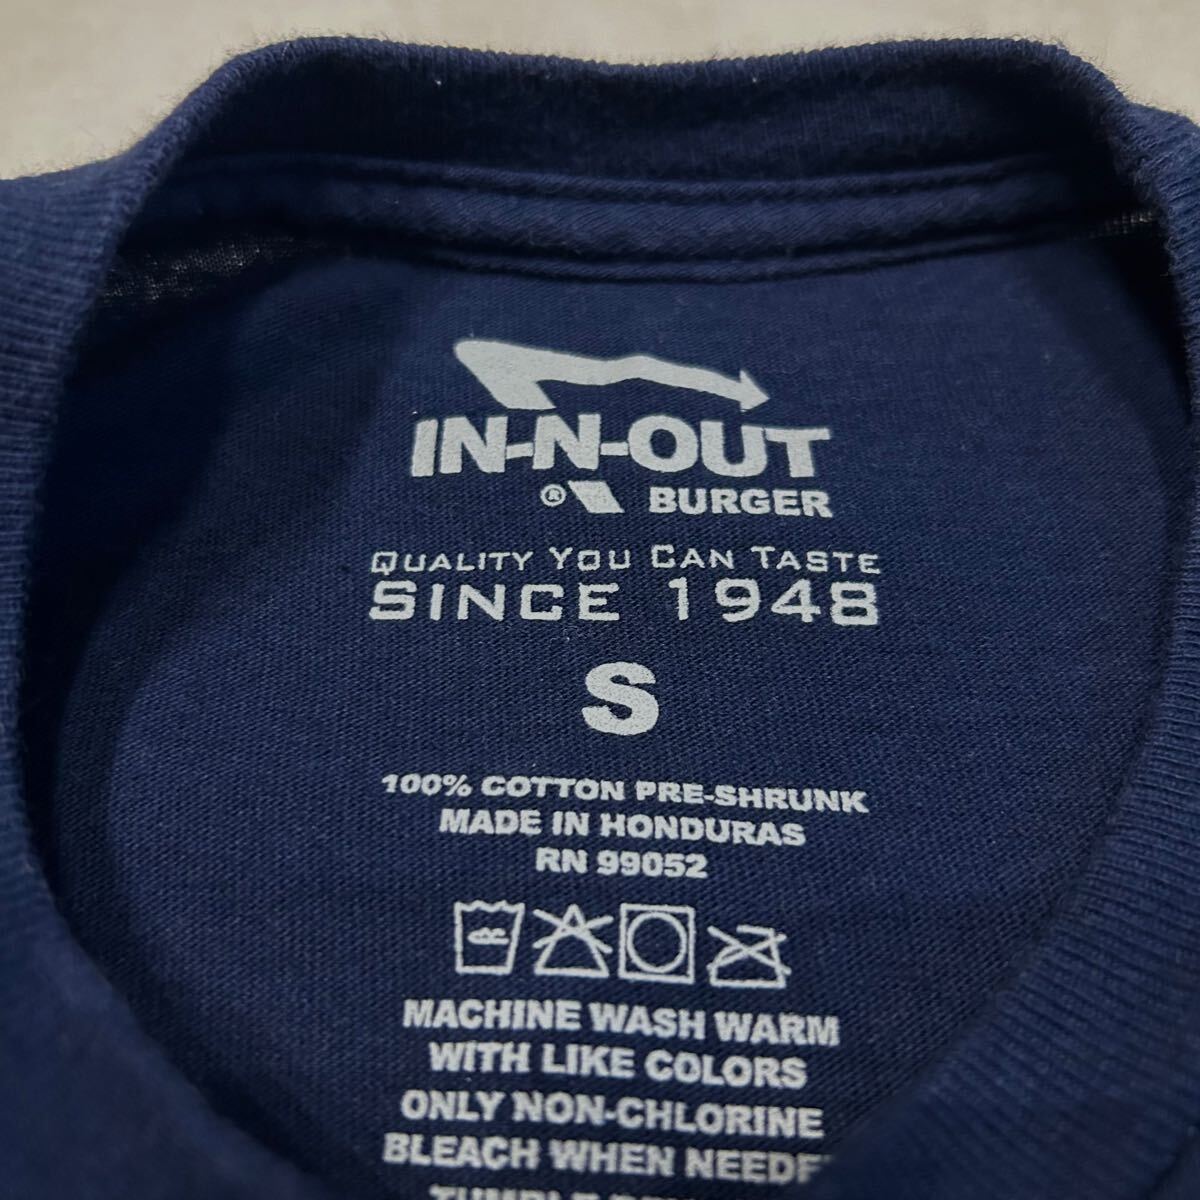 IN-N-OUT
® BURGER
QUALITY YOU CAN TASTE
SINCE 1948
S
100% COTTON PRE-SHRUNK
MADE IN HONDURAS
RN 99052
MACHINE WASH WARM
WITH LIKE COLORS
ONLY NON-CHLORINE
BLEACH WHEN